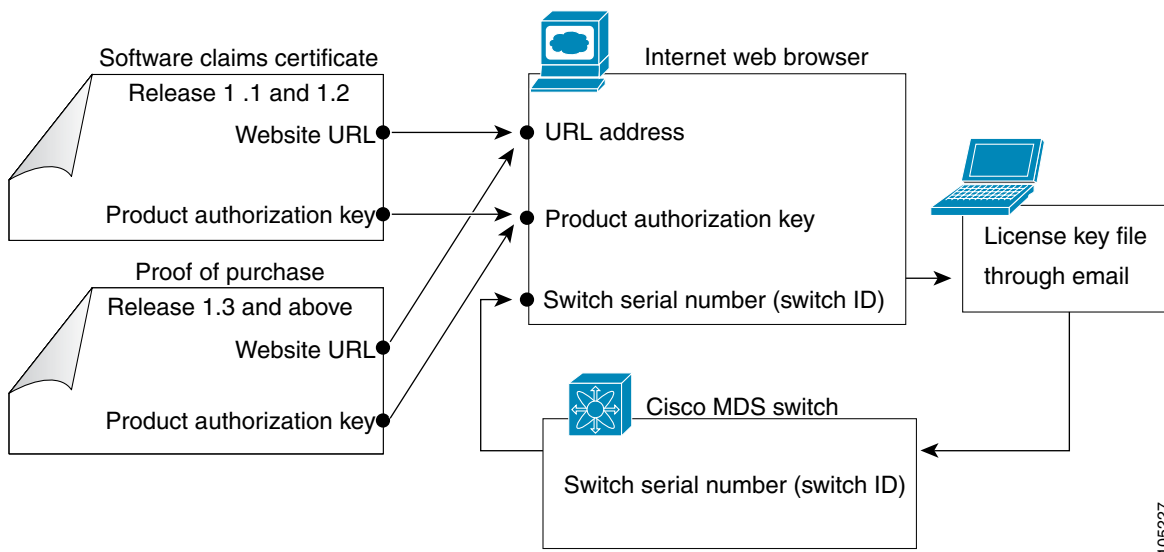 Software claims certificate
Release 1 .1 and 1.2
Website URL
Product authorization key
Proof of purchase
Release 1.3 and above
Website URL
Product authorization key
Internet web browser
URL address
Product authorization key
Switch serial number (switch ID)
License key file
through email
Cisco MDS switch
Switch serial number (switch ID)